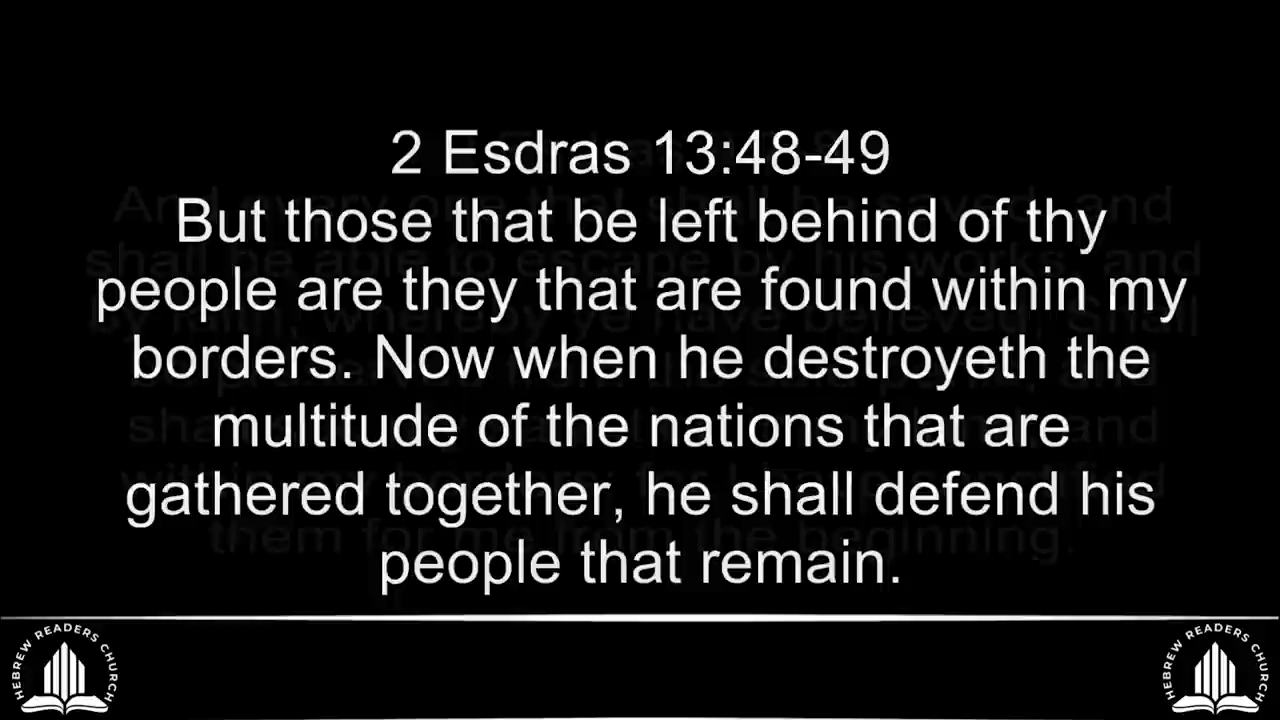 2 Esdras 13:48-49
But those that be left behind of thy
people are they that are found within my
borders. Now when he destroyeth the
multitude of the nations that are
gathered together, he shall defend his
people that remain.
HEBREW READERS CHURCH
HEBREW READERS CHURCH